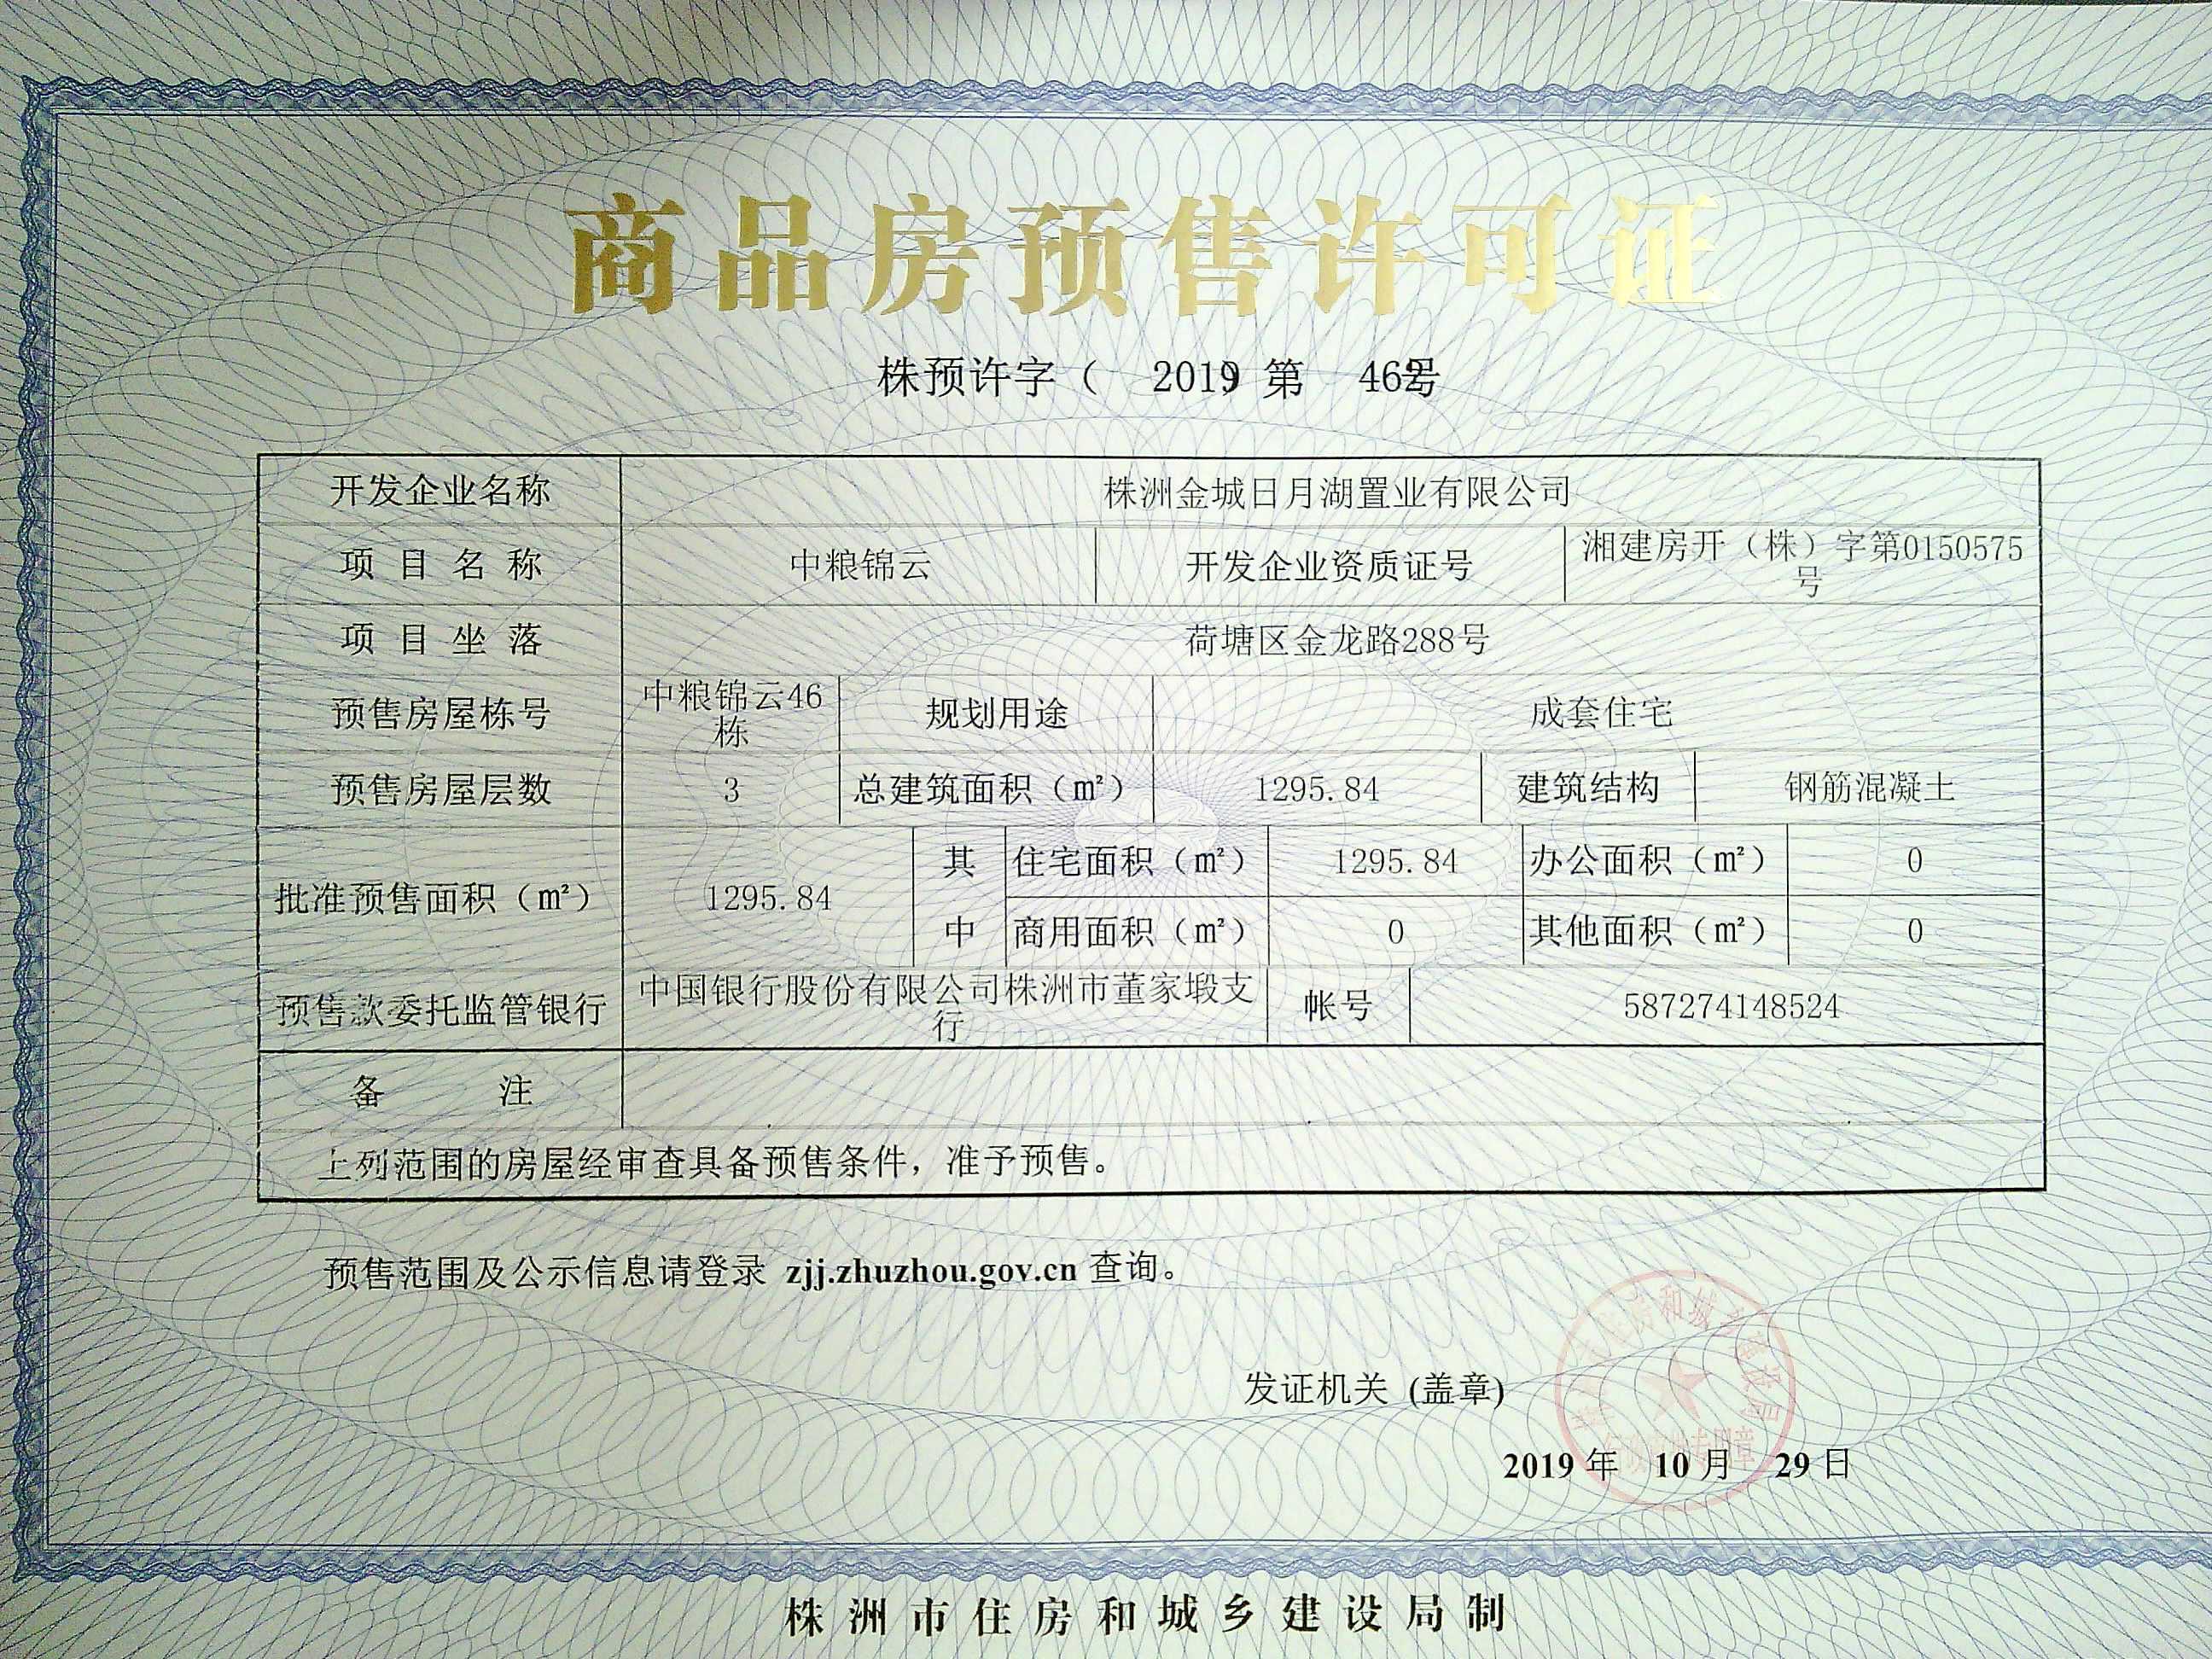 商品房预售许可证
株预许字（ 2019）第 462号
开发企业名称 株洲金城日月湖置业有限公司
项目名称 中粮锦云 开发企业资质证号 湘建房开（株）字第0150575
号
项目坐落 荷塘区金龙路288号
预售房屋栋号 中粮锦云46
栋 规划用途 成套住宅
预售房屋层数 3 总建筑面积（㎡） 1295.84 建筑结构 钢筋混凝土
批准预售面积（㎡） 1295.84 其中 住宅面积（㎡） 1295.84 办公面积（㎡） 0
商用面积（㎡） 0 其他面积（㎡） 0
预售款委托监管银行 中国银行股份有限公司株洲市董家塅支
行 帐号 587274148524
备注
上列范围的房屋经审查具备预售条件，准予预售。
预售范围及公示信息请登录 zjj.zhuzhou.gov.cn 查询。
发证机关 (盖章)
2019 年 10 月 29 日
株洲市住房和城乡建设局制